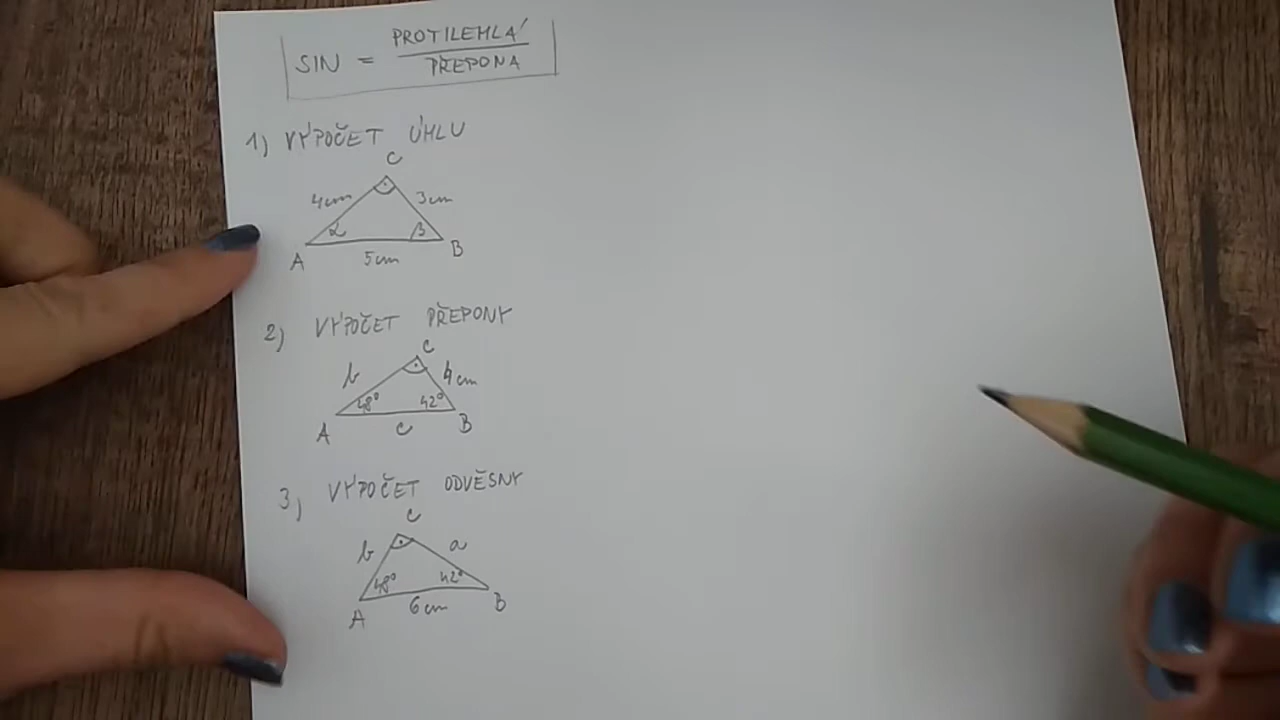 SIN = PROTILEHLÁ
PŘEPONA
1) VÝPOČET ÚHLU
C
4cm 3cm
α β
A B
5cm
2) VÝPOČET PŘEPONY
C
b 4cm
48° 42°
A c B
3) VÝPOČET ODVĚSNY
C
b a
48° 42°
A 6cm B